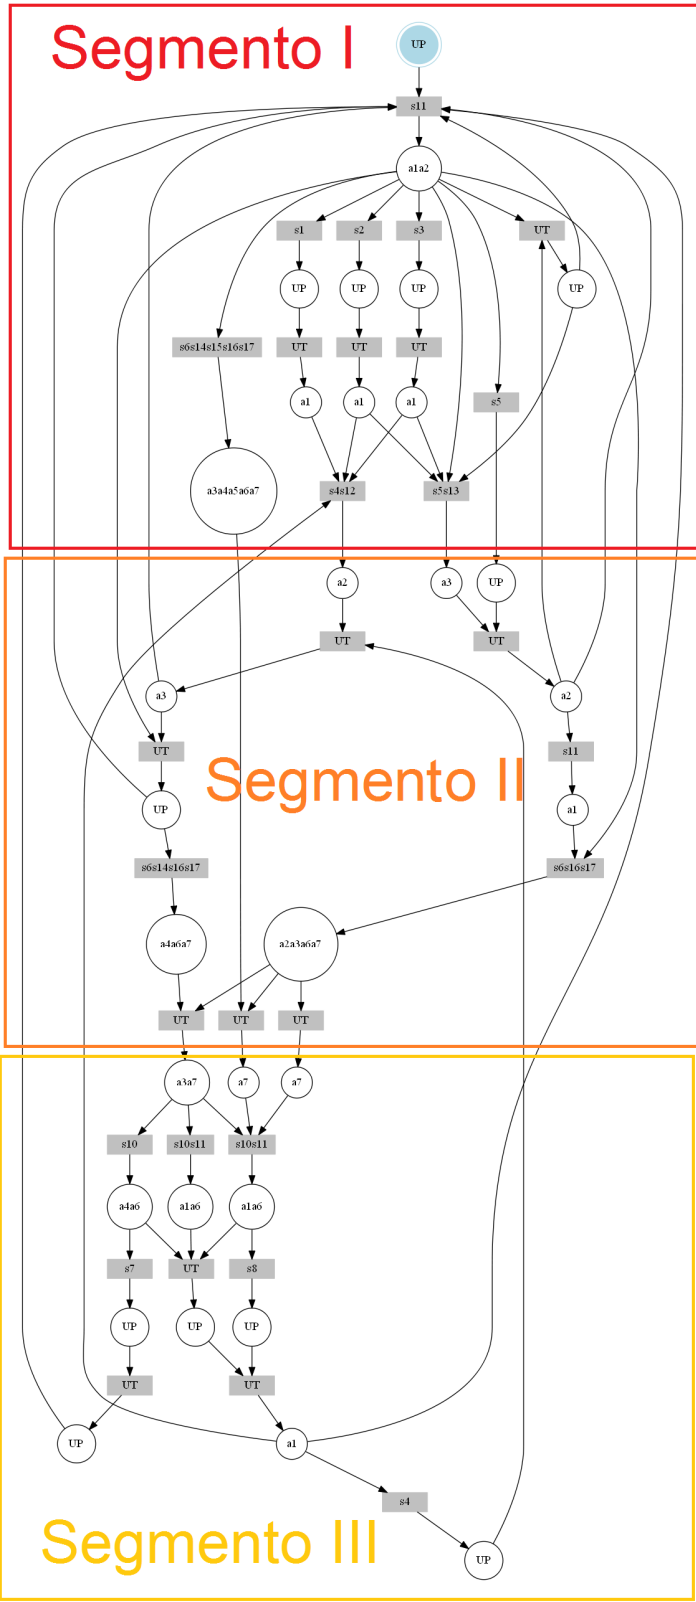 Segmento I
UP
s11
a1a2
s1 s2 s3 UT
UP UP UP UP
s6s14s15s16s17 UT UT UT
a1 a1 a1 s5
a3a4a5a6a7 s4s12 s5s13
a2 a3 UP
UT UT
a3 a2
UT s11
Segmento II
UP a1
s6s14s16s17 s6s16s17
a4a6a7 a2a3a6a7
UT UT UT
a3a7 a7 a7
s10 s10s11 s10s11
a4a6 a1a6 a1a6
s7 UT s8
UP UP UP
UT UT
UP a1
s4
Segmento III
UP